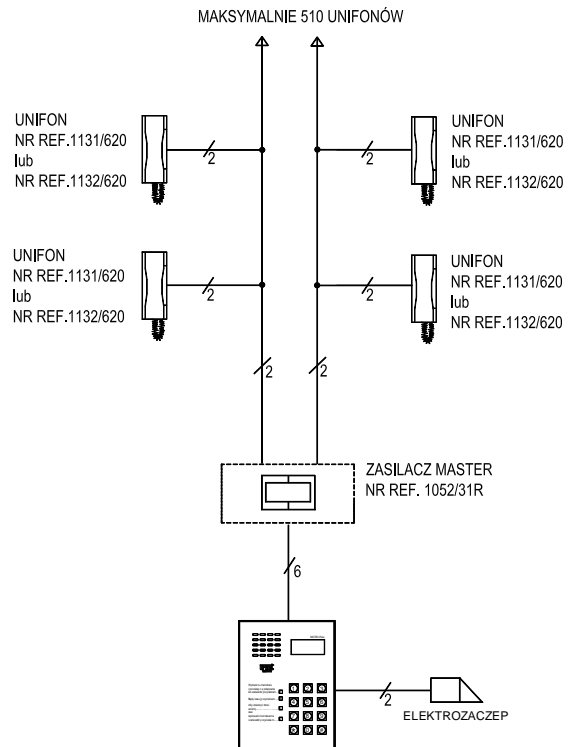 MAKSYMALNIE 510 UNIFONÓW
UNIFON
NR REF.1131/620
lub
NR REF.1132/620
2
2
UNIFON
NR REF.1131/620
lub
NR REF.1132/620
UNIFON
NR REF.1131/620
lub
NR REF.1132/620
2
2
UNIFON
NR REF.1131/620
lub
NR REF.1132/620
2
2
ZASILACZ MASTER
NR REF. 1052/31R
6
2
ELEKTROZACZEP